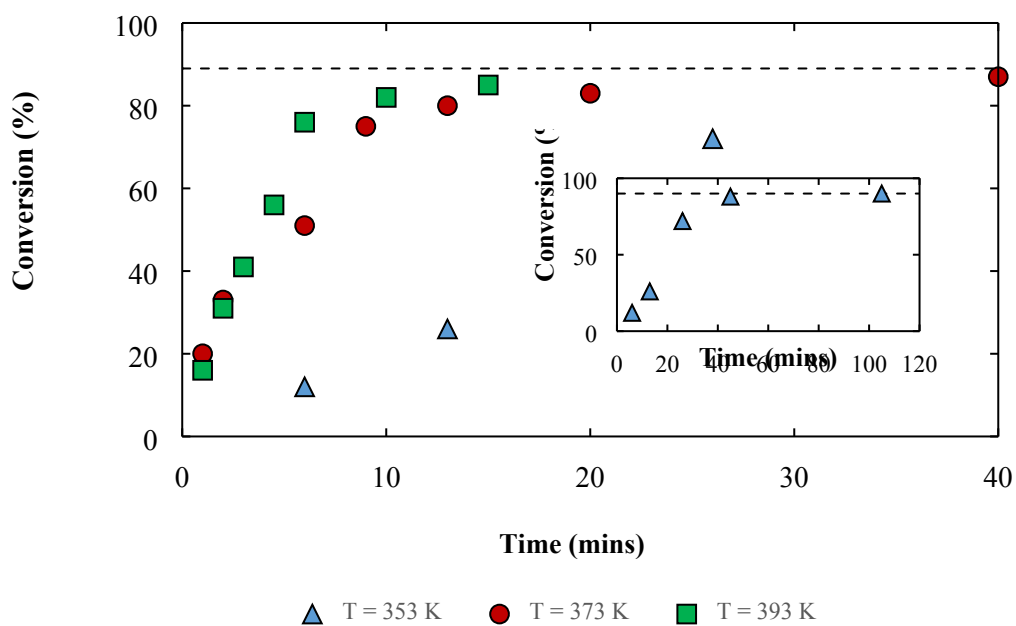 100
80
60
40
20
0
Conversion (%)
0 10 20 30 40
Time (mins)
Conversion (
100
50
0
0 20 40 60 80 100 120
Time (mins)
T = 353 K T = 373 K T = 393 K